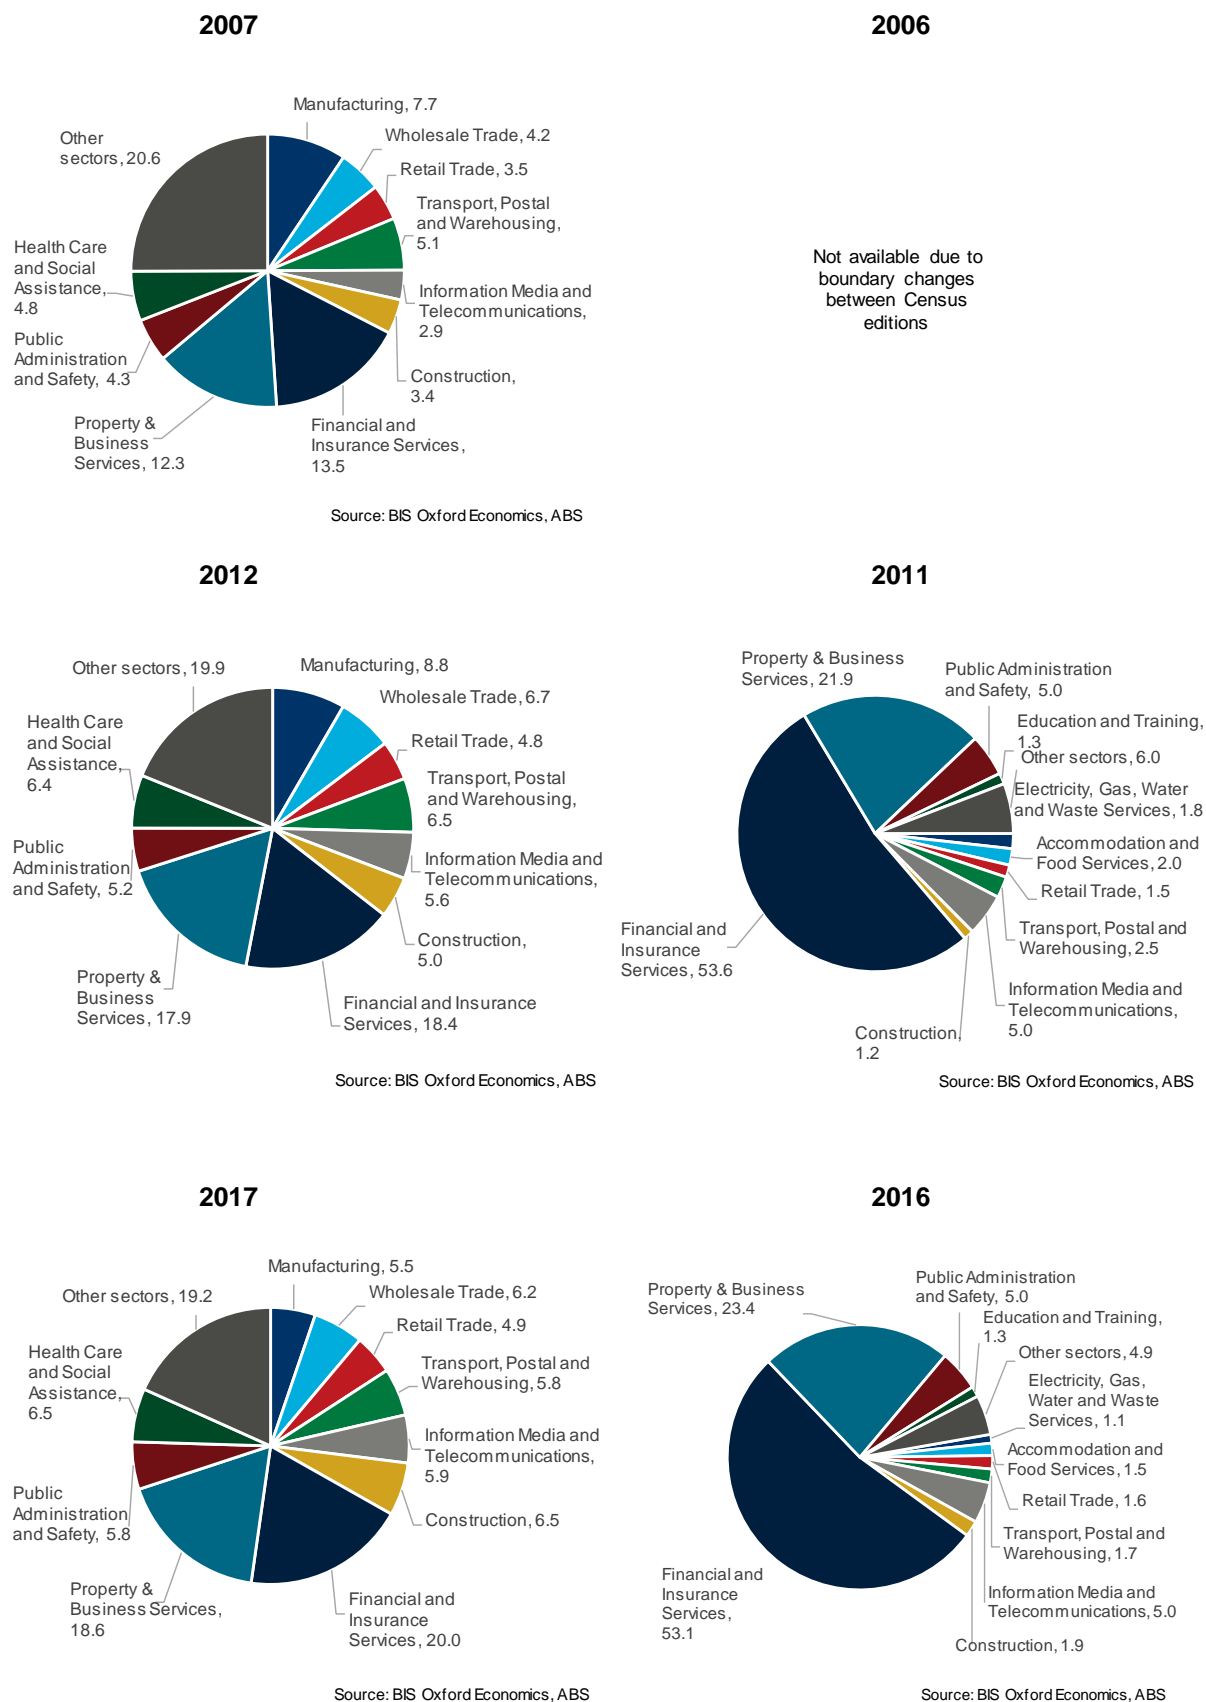 2007
Manufacturing, 7.7
Wholesale Trade, 4.2
Retail Trade, 3.5
Transport, Postal
and Warehousing,
5.1
Information Media and
Telecommunications,
2.9
Construction,
3.4
Financial and
Insurance Services,
13.5
Property &
Business
Services, 12.3
Public
Administration
and Safety, 4.3
Health Care
and Social
Assistance,
4.8
Other
sectors, 20.6
Source: BIS Oxford Economics, ABS
2006
Not available due to
boundary changes
between Census
editions
2012
Manufacturing, 8.8
Wholesale Trade, 6.7
Retail Trade, 4.8
Transport, Postal
and Warehousing,
6.5
Information Media and
Telecommunications,
5.6
Construction,
5.0
Financial and Insurance
Services, 18.4
Property &
Business
Services, 17.9
Public
Administration
and Safety, 5.2
Health Care
and Social
Assistance,
6.4
Other sectors, 19.9
Source: BIS Oxford Economics, ABS
2011
Property & Business
Services, 21.9
Public Administration
and Safety, 5.0
Education and Training,
1.3
Other sectors, 6.0
Electricity, Gas, Water
and Waste Services, 1.8
Accommodation and
Food Services, 2.0
Retail Trade, 1.5
Transport, Postal and
Warehousing, 2.5
Information Media and
Telecommunications,
5.0
Construction,
1.2
Financial and
Insurance
Services, 53.6
Source: BIS Oxford Economics, ABS
2017
Manufacturing, 5.5
Wholesale Trade, 6.2
Retail Trade, 4.9
Transport, Postal and
Warehousing, 5.8
Information Media and
Telecommunications,
5.9
Construction, 6.5
Financial and
Insurance
Services, 20.0
Property &
Business Services,
18.6
Public
Administration
and Safety, 5.8
Health Care
and Social
Assistance,
6.5
Other sectors, 19.2
Source: BIS Oxford Economics, ABS
2016
Property & Business
Services, 23.4
Public Administration
and Safety, 5.0
Education and Training,
1.3
Other sectors, 4.9
Electricity, Gas,
Water and Waste
Services, 1.1
Accommodation and
Food Services, 1.5
Retail Trade, 1.6
Transport, Postal and
Warehousing, 1.7
Information Media and
Telecommunications, 5.0
Construction, 1.9
Financial and
Insurance
Services,
53.1
Source: BIS Oxford Economics, ABS